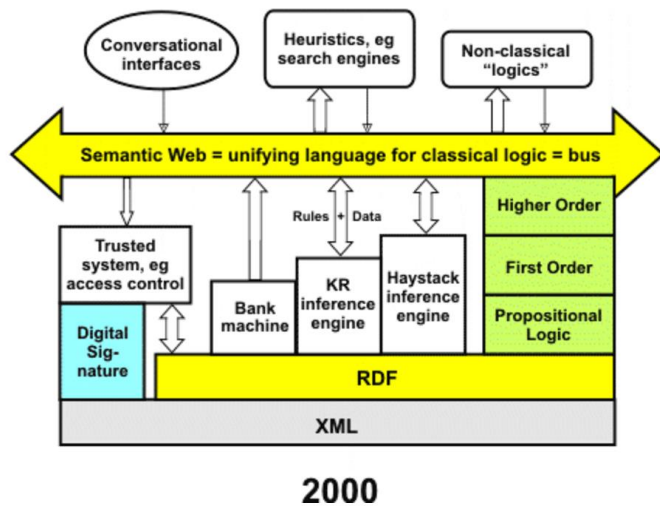 Conversational
interfaces
Heuristics, eg
search engines
Non-classical
“logics”
Semantic Web = unifying language for classical logic = bus
Rules + Data
Higher Order
Trusted
system, eg
access control
Bank
machine
KR
inference
engine
Haystack
inference
engine
First Order
Propositional
Logic
Digital
Sig-
nature
RDF
XML
2000